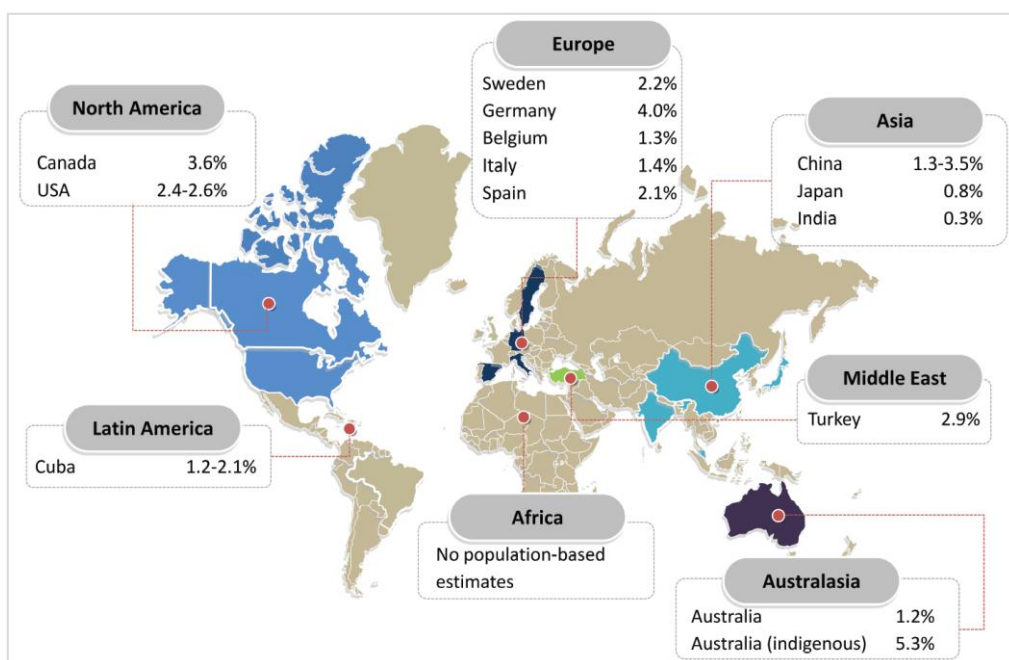 North America
Canada 3.6%
USA 2.4-2.6%
Europe
Sweden 2.2%
Germany 4.0%
Belgium 1.3%
Italy 1.4%
Spain 2.1%
Asia
China 1.3-3.5%
Japan 0.8%
India 0.3%
Latin America
Cuba 1.2-2.1%
Africa
No population-based
estimates
Middle East
Turkey 2.9%
Australasia
Australia 1.2%
Australia (indigenous) 5.3%